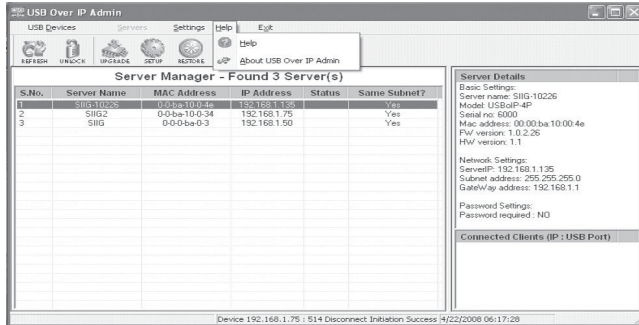 USB Over IP Admin
USB Devices Servers Settings Help Exit
Help
About USB Over IP Admin
REFRESH UNLOCK UPGRADE SETUP RESTORE
Server Manager - Found 3 Server(s)
S.No. Server Name MAC Address IP Address Status Same Subnet?
1 SIIG-10226 0-0-ba-10-0-4e 192.168.1.135 Yes
2 SIIG2 0-0-ba-10-0-34 192.168.1.75 Yes
3 SIIG 0-0-0-ba-0-3 192.168.1.50 Yes
Server Details
Basic Settings:
Server name: SIIG-10226
Model: USBoIP-4P
Serial no: 6000
Mac address: 00:00:ba:10:00:4e
FW version: 1.0.2.26
HW version: 1.1
Network Settings:
ServerIP: 192.168.1.135
Subnet address: 255.255.255.0
GateWay address: 192.168.1.1
Password Settings:
Password required : NO
Connected Clients (IP : USB Port)
Device 192.168.1.75 : 514 Disconnect Initiation Success 4/22/2008 06:17:28